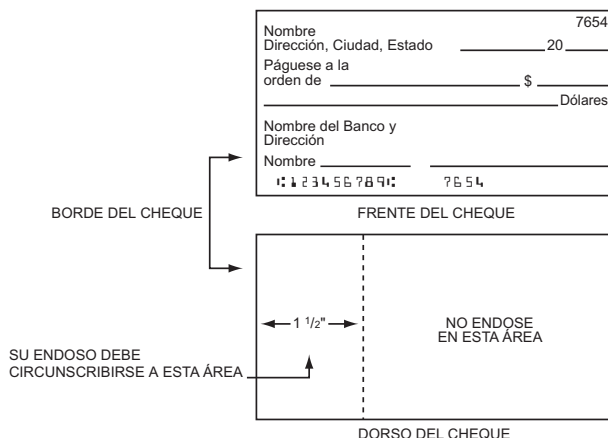 7654
Nombre
Dirección, Ciudad, Estado 20
Páguese a la
orden de $
Dólares
Nombre del Banco y
Dirección
Nombre
⑆123456789⑆ 7654
BORDE DEL CHEQUE
FRENTE DEL CHEQUE
1 1/2"
NO ENDOSE
EN ESTA ÁREA
SU ENDOSO DEBE
CIRCUNSCRIBIRSE A ESTA ÁREA
DORSO DEL CHEQUE